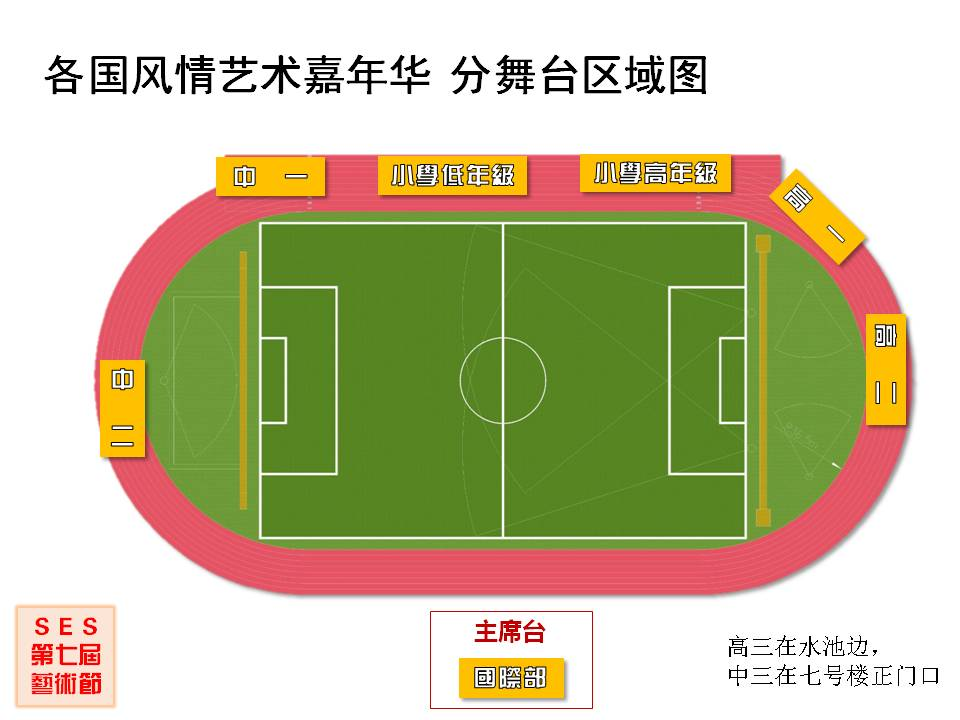 各国风情艺术嘉年华 分舞台区域图
中 一
小學低年級
小學高年級
高 一
高 二
中 二
主席台
國際部
SES
第七屆
藝術節
高三在水池边，
中三在七号楼正门口